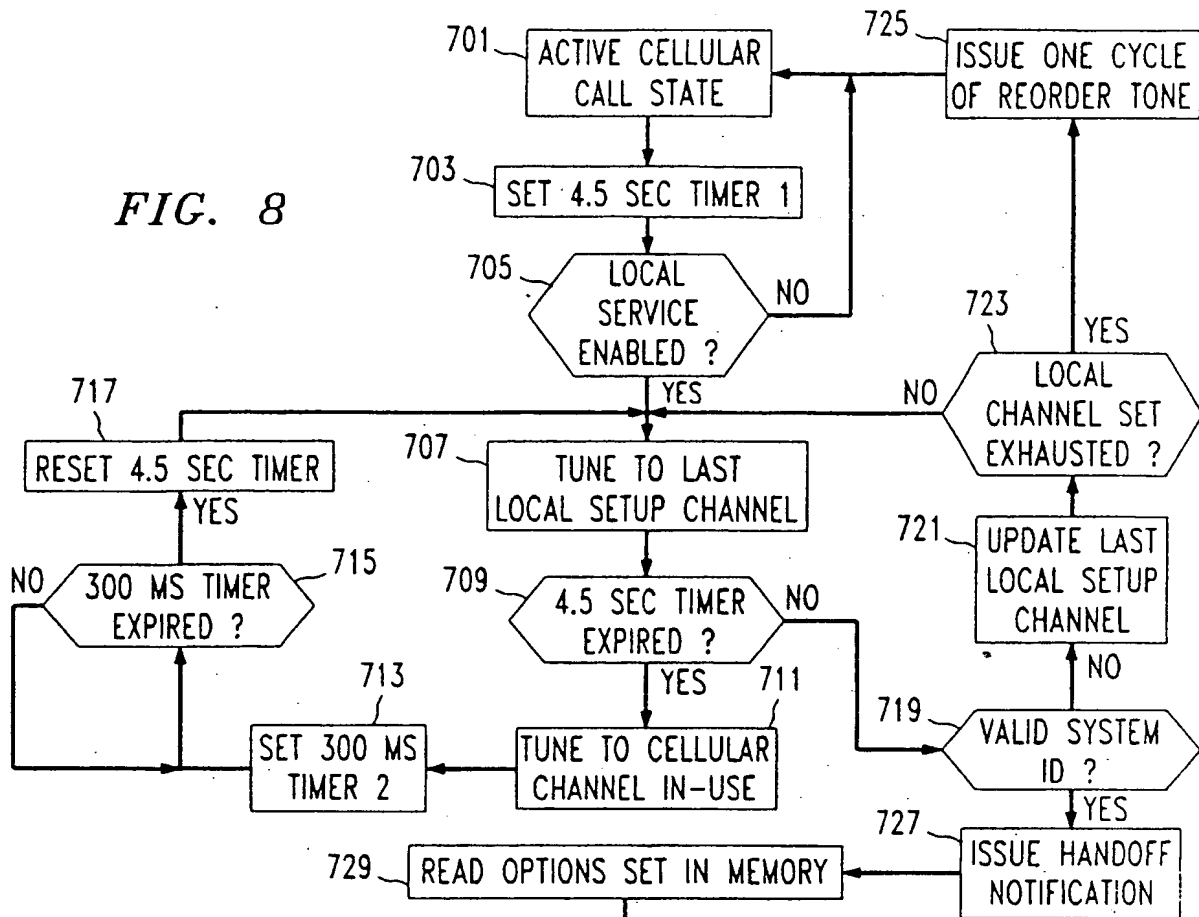 701
ACTIVE CELLULAR
CALL STATE
725
ISSUE ONE CYCLE
OF REORDER TONE
FIG. 8
703
SET 4.5 SEC TIMER 1
705
LOCAL
SERVICE
ENABLED ?
NO
YES
723
YES
NO
LOCAL
CHANNEL SET
EXHAUSTED ?
717
RESET 4.5 SEC TIMER
YES
707
TUNE TO LAST
LOCAL SETUP CHANNEL
721
UPDATE LAST
LOCAL SETUP
CHANNEL
NO
715
NO
300 MS TIMER
EXPIRED ?
709
4.5 SEC TIMER
EXPIRED ?
NO
YES
713
SET 300 MS
TIMER 2
711
TUNE TO CELLULAR
CHANNEL IN-USE
719
VALID SYSTEM
ID ?
YES
727
ISSUE HANDOFF
NOTIFICATION
729
READ OPTIONS SET IN MEMORY